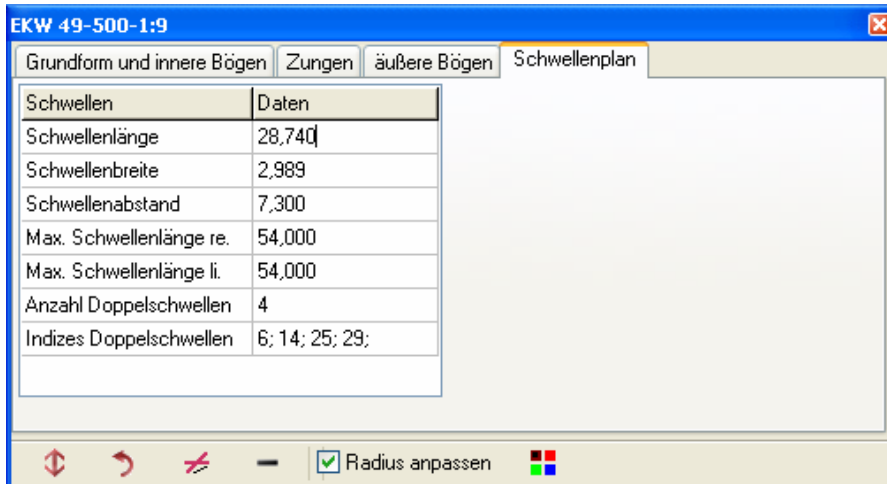 EKW 49-500-1:9
Grundform und innere Bögen Zungen äußere Bögen Schwellenplan
Schwellen Daten
Schwellenlänge 28,740
Schwellenbreite 2,989
Schwellenabstand 7,300
Max. Schwellenlänge re. 54,000
Max. Schwellenlänge li. 54,000
Anzahl Doppelschwellen 4
Indizes Doppelschwellen 6; 14; 25; 29;
Radius anpassen